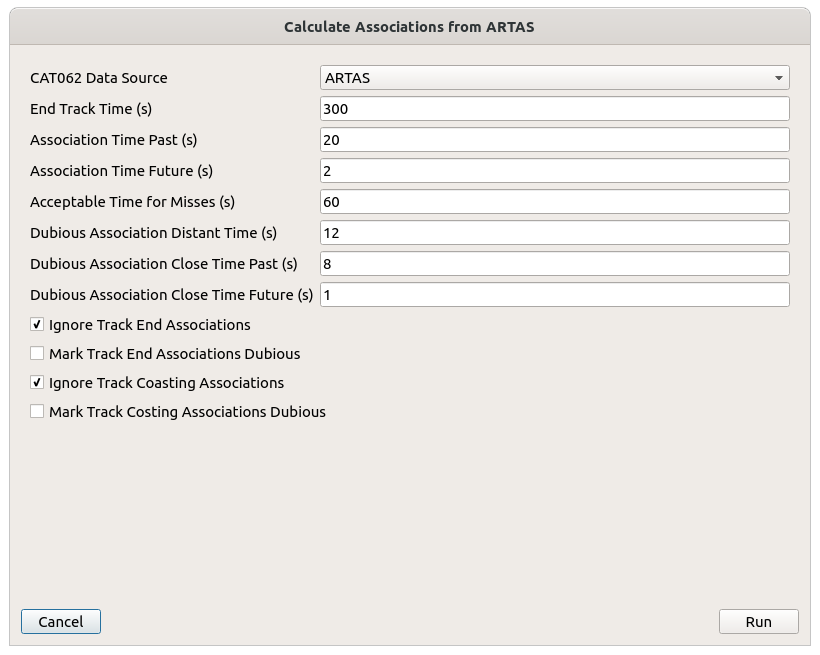 Calculate Associations from ARTAS
CAT062 Data Source ARTAS
End Track Time (s) 300
Association Time Past (s) 20
Association Time Future (s) 2
Acceptable Time for Misses (s) 60
Dubious Association Distant Time (s) 12
Dubious Association Close Time Past (s) 8
Dubious Association Close Time Future (s) 1
Ignore Track End Associations
Mark Track End Associations Dubious
Ignore Track Coasting Associations
Mark Track Costing Associations Dubious
Cancel Run